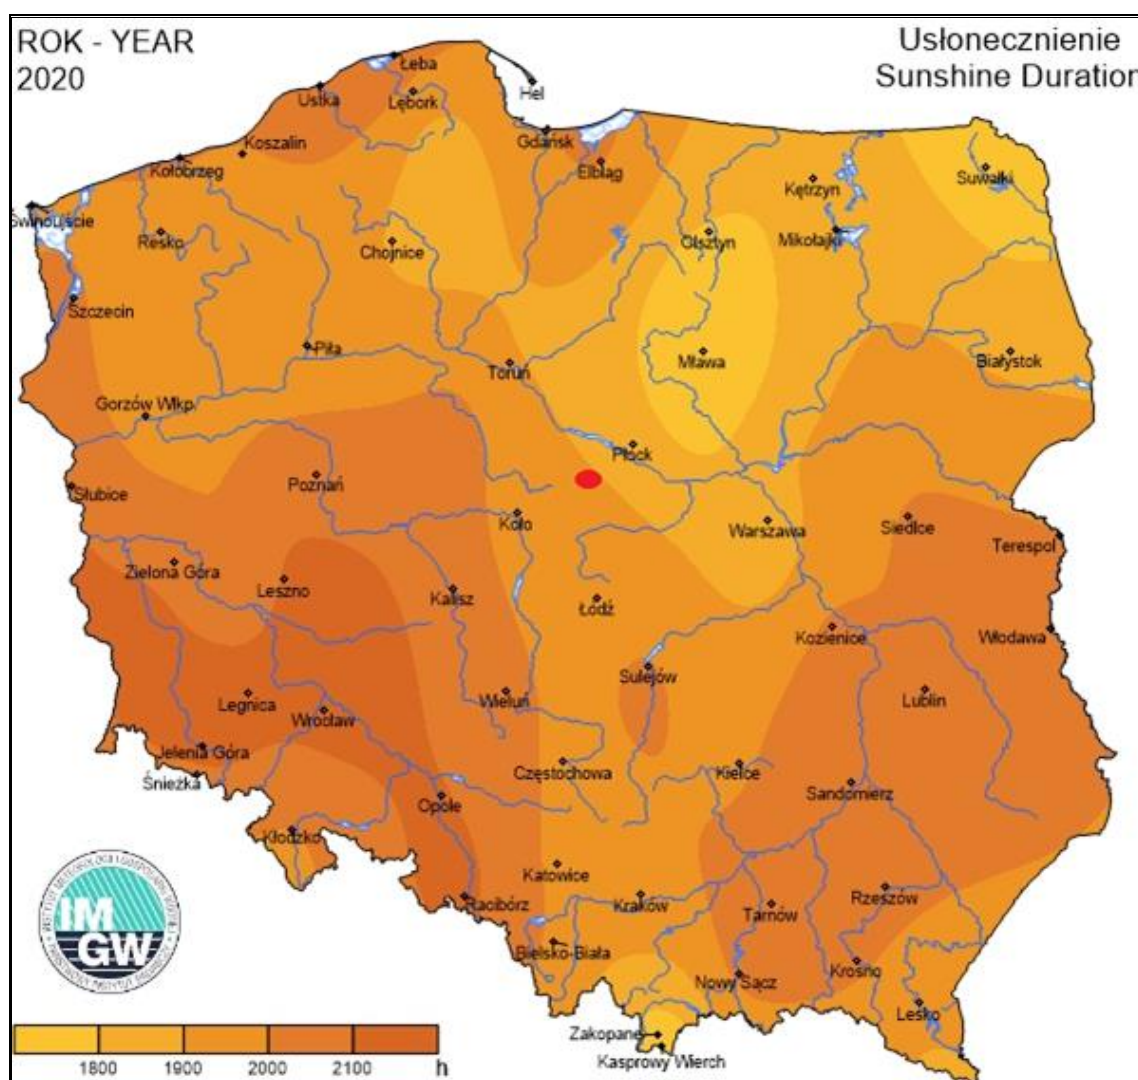 ROK - YEAR
2020
Usłonecznienie
Sunshine Duration
Łeba
Ustka
Lębork
Hel
Koszalin
Gdańsk
Kołobrzeg
Elbląg
Suwałki
Kętrzyn
Świnoujście
Resko
Chojnice
Olsztyn
Mikołajki
Szczecin
Piła
Toruń
Mława
Białystok
Gorzów Wlkp.
Płock
Słubice
Poznań
Koło
Warszawa
Siedlce
Terespol
Zielona Góra
Leszno
Kalisz
Łódź
Kozienice
Włodawa
Sulejów
Legnica
Wrocław
Wieluń
Lublin
Jelenia Góra
Śnieżka
Częstochowa
Kielce
Sandomierz
Opole
Kłodzko
Katowice
Racibórz
Kraków
Tarnów
Rzeszów
Bielsko-Biała
Nowy Sącz
Krosno
Lesko
Zakopane
Kasprowy Wierch
IM
GW
1800 1900 2000 2100 h